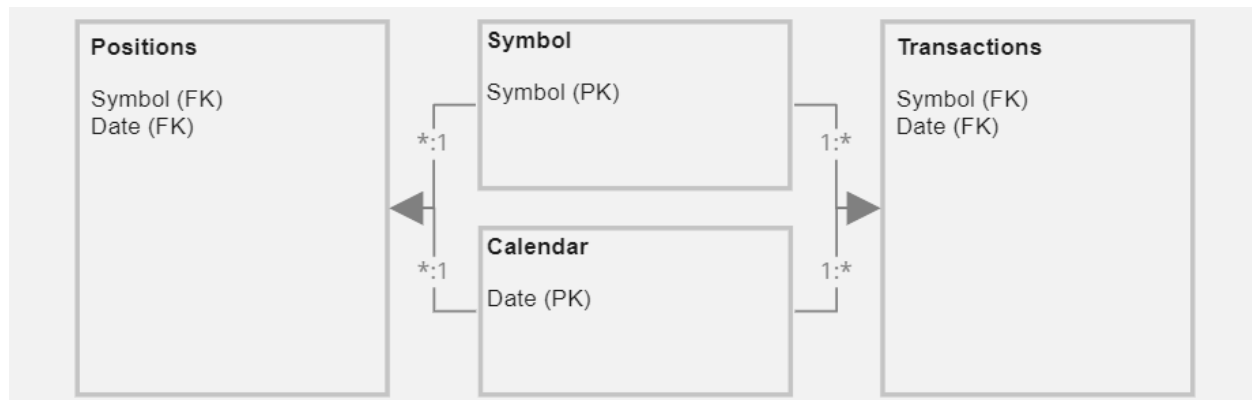 Positions
Symbol (FK)
Date (FK)
*:1
*:1
Symbol
Symbol (PK)
Calendar
Date (PK)
1:*
1:*
Transactions
Symbol (FK)
Date (FK)